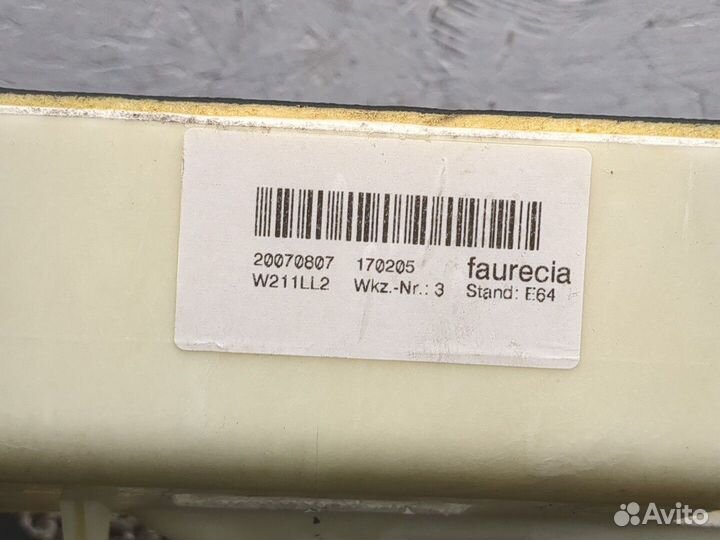 20070807 170205 faurecia
W211LL2 Wkz.-Nr.: 3 Stand: E64
Avito